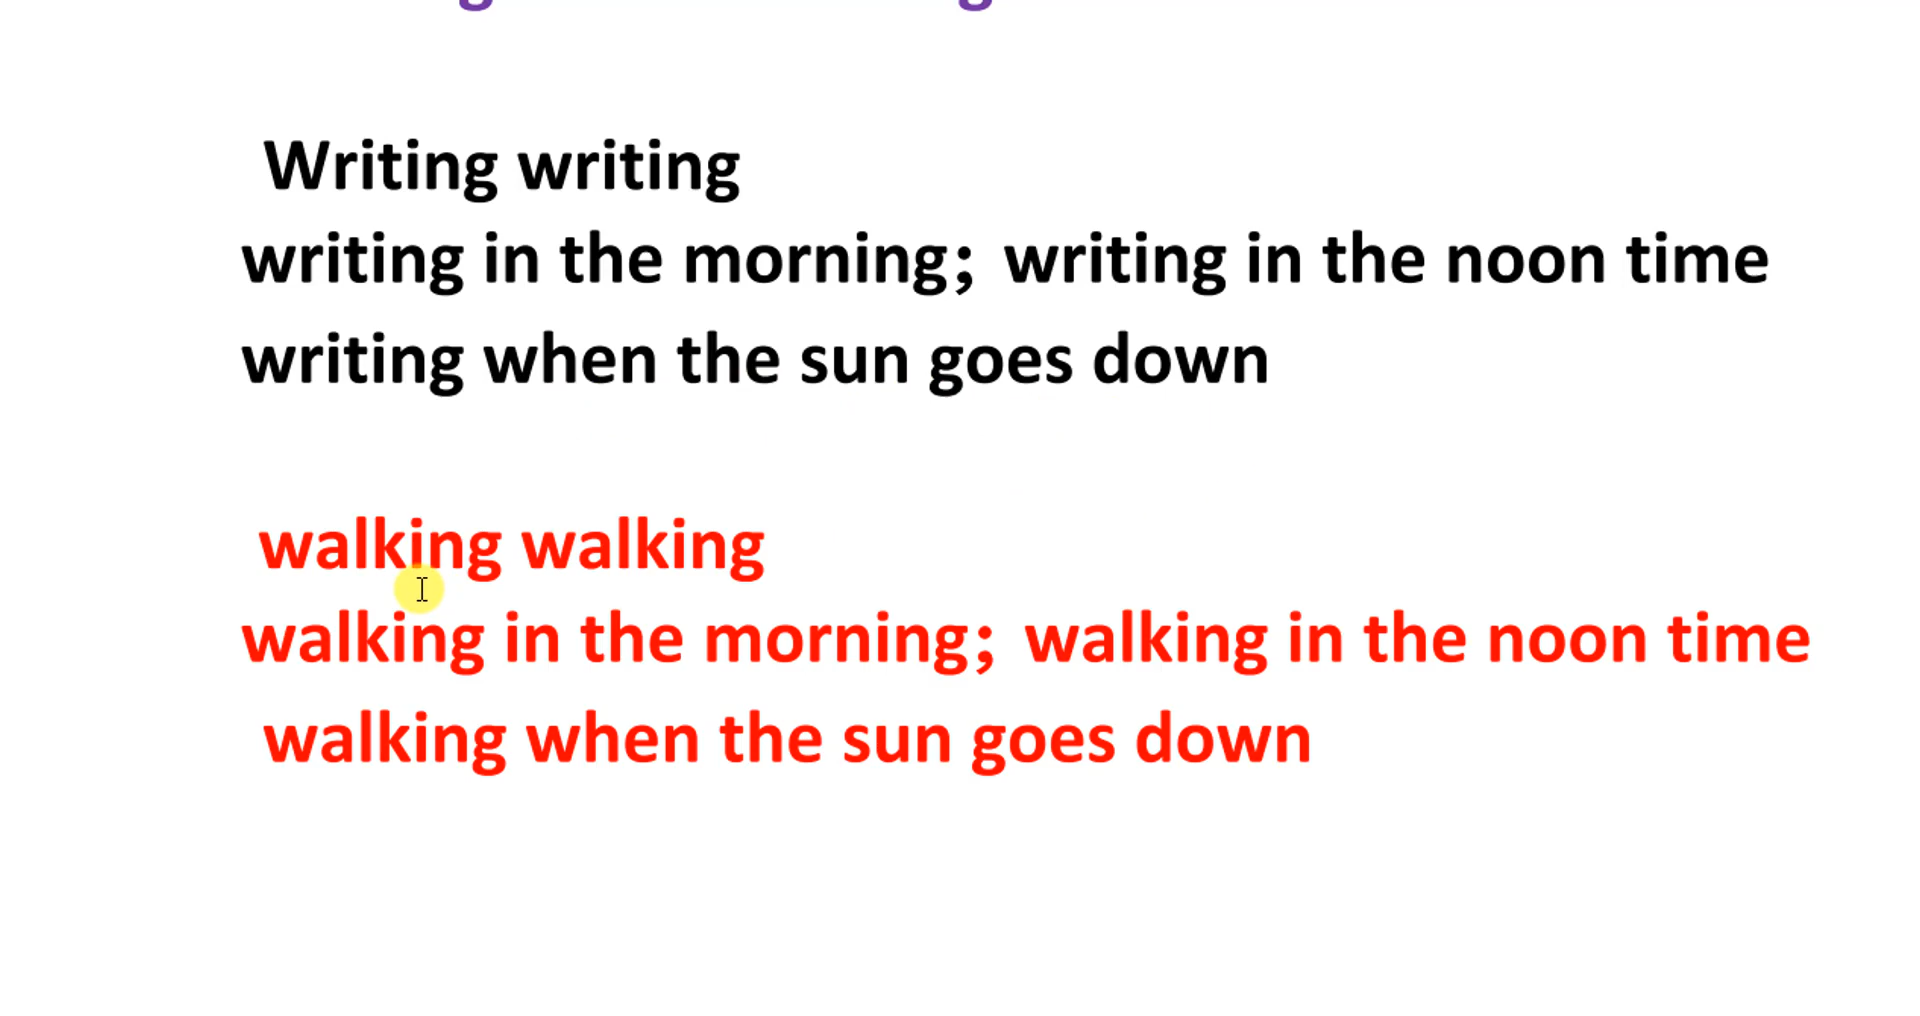 Writing writing
writing in the morning; writing in the noon time
writing when the sun goes down
walking walking
walking in the morning; walking in the noon time
walking when the sun goes down